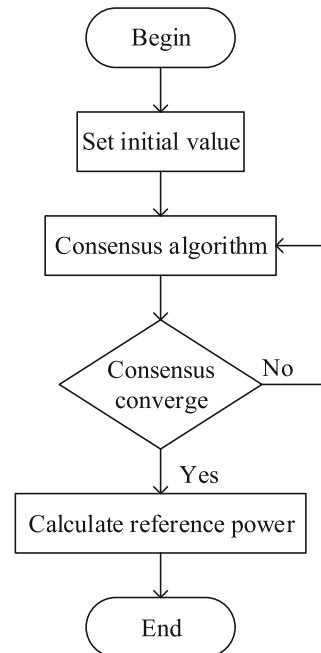 Begin
Set initial value
Consensus algorithm
Consensus
converge
No
Yes
Calculate reference power
End